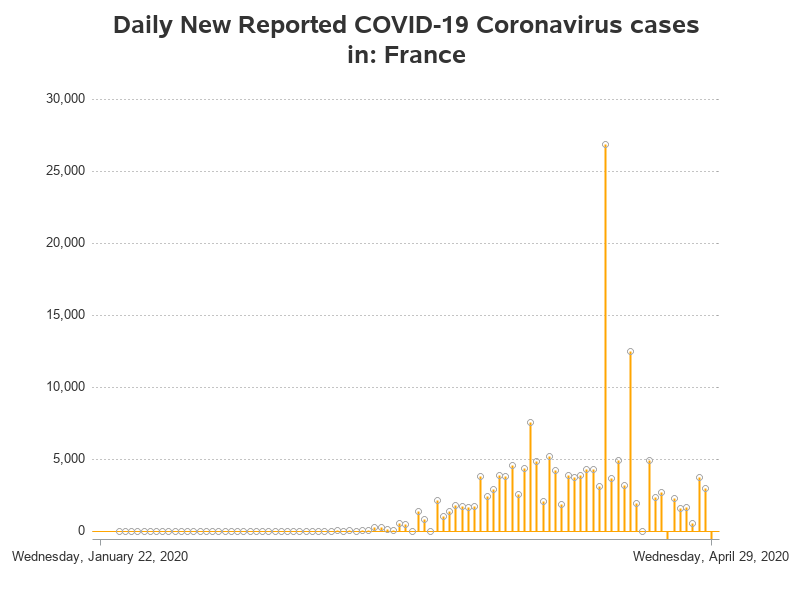 Daily New Reported COVID-19 Coronavirus cases
in: France
30,000
25,000
20,000
15,000
10,000
5,000
0
Wednesday, January 22, 2020 Wednesday, April 29, 2020